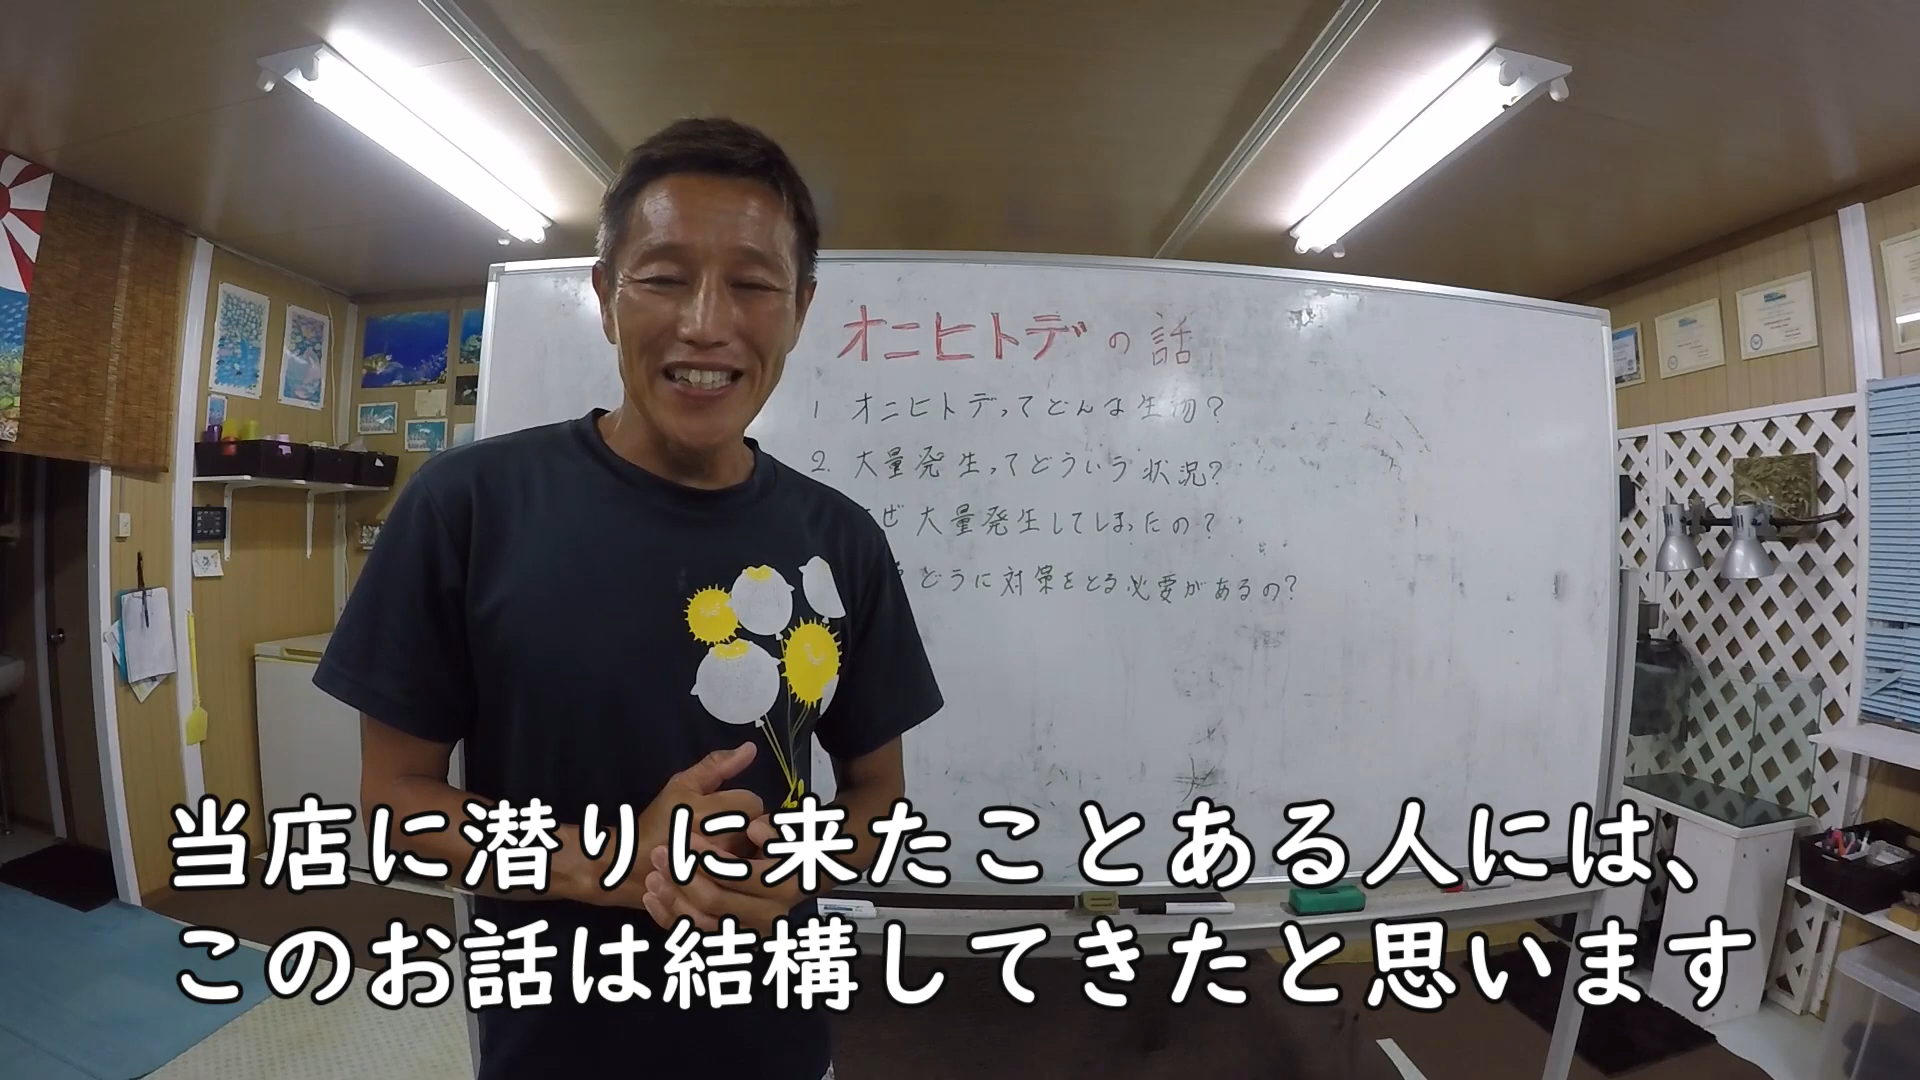 オニヒトデの話
1 オニヒトデってどんな生物?
2. 大量発生ってどういう状況?
ぜ大量発生してしまったの?
どうに対策をとる必要があるの?
当店に潜りに来たことある人には、
このお話は結構してきたと思います